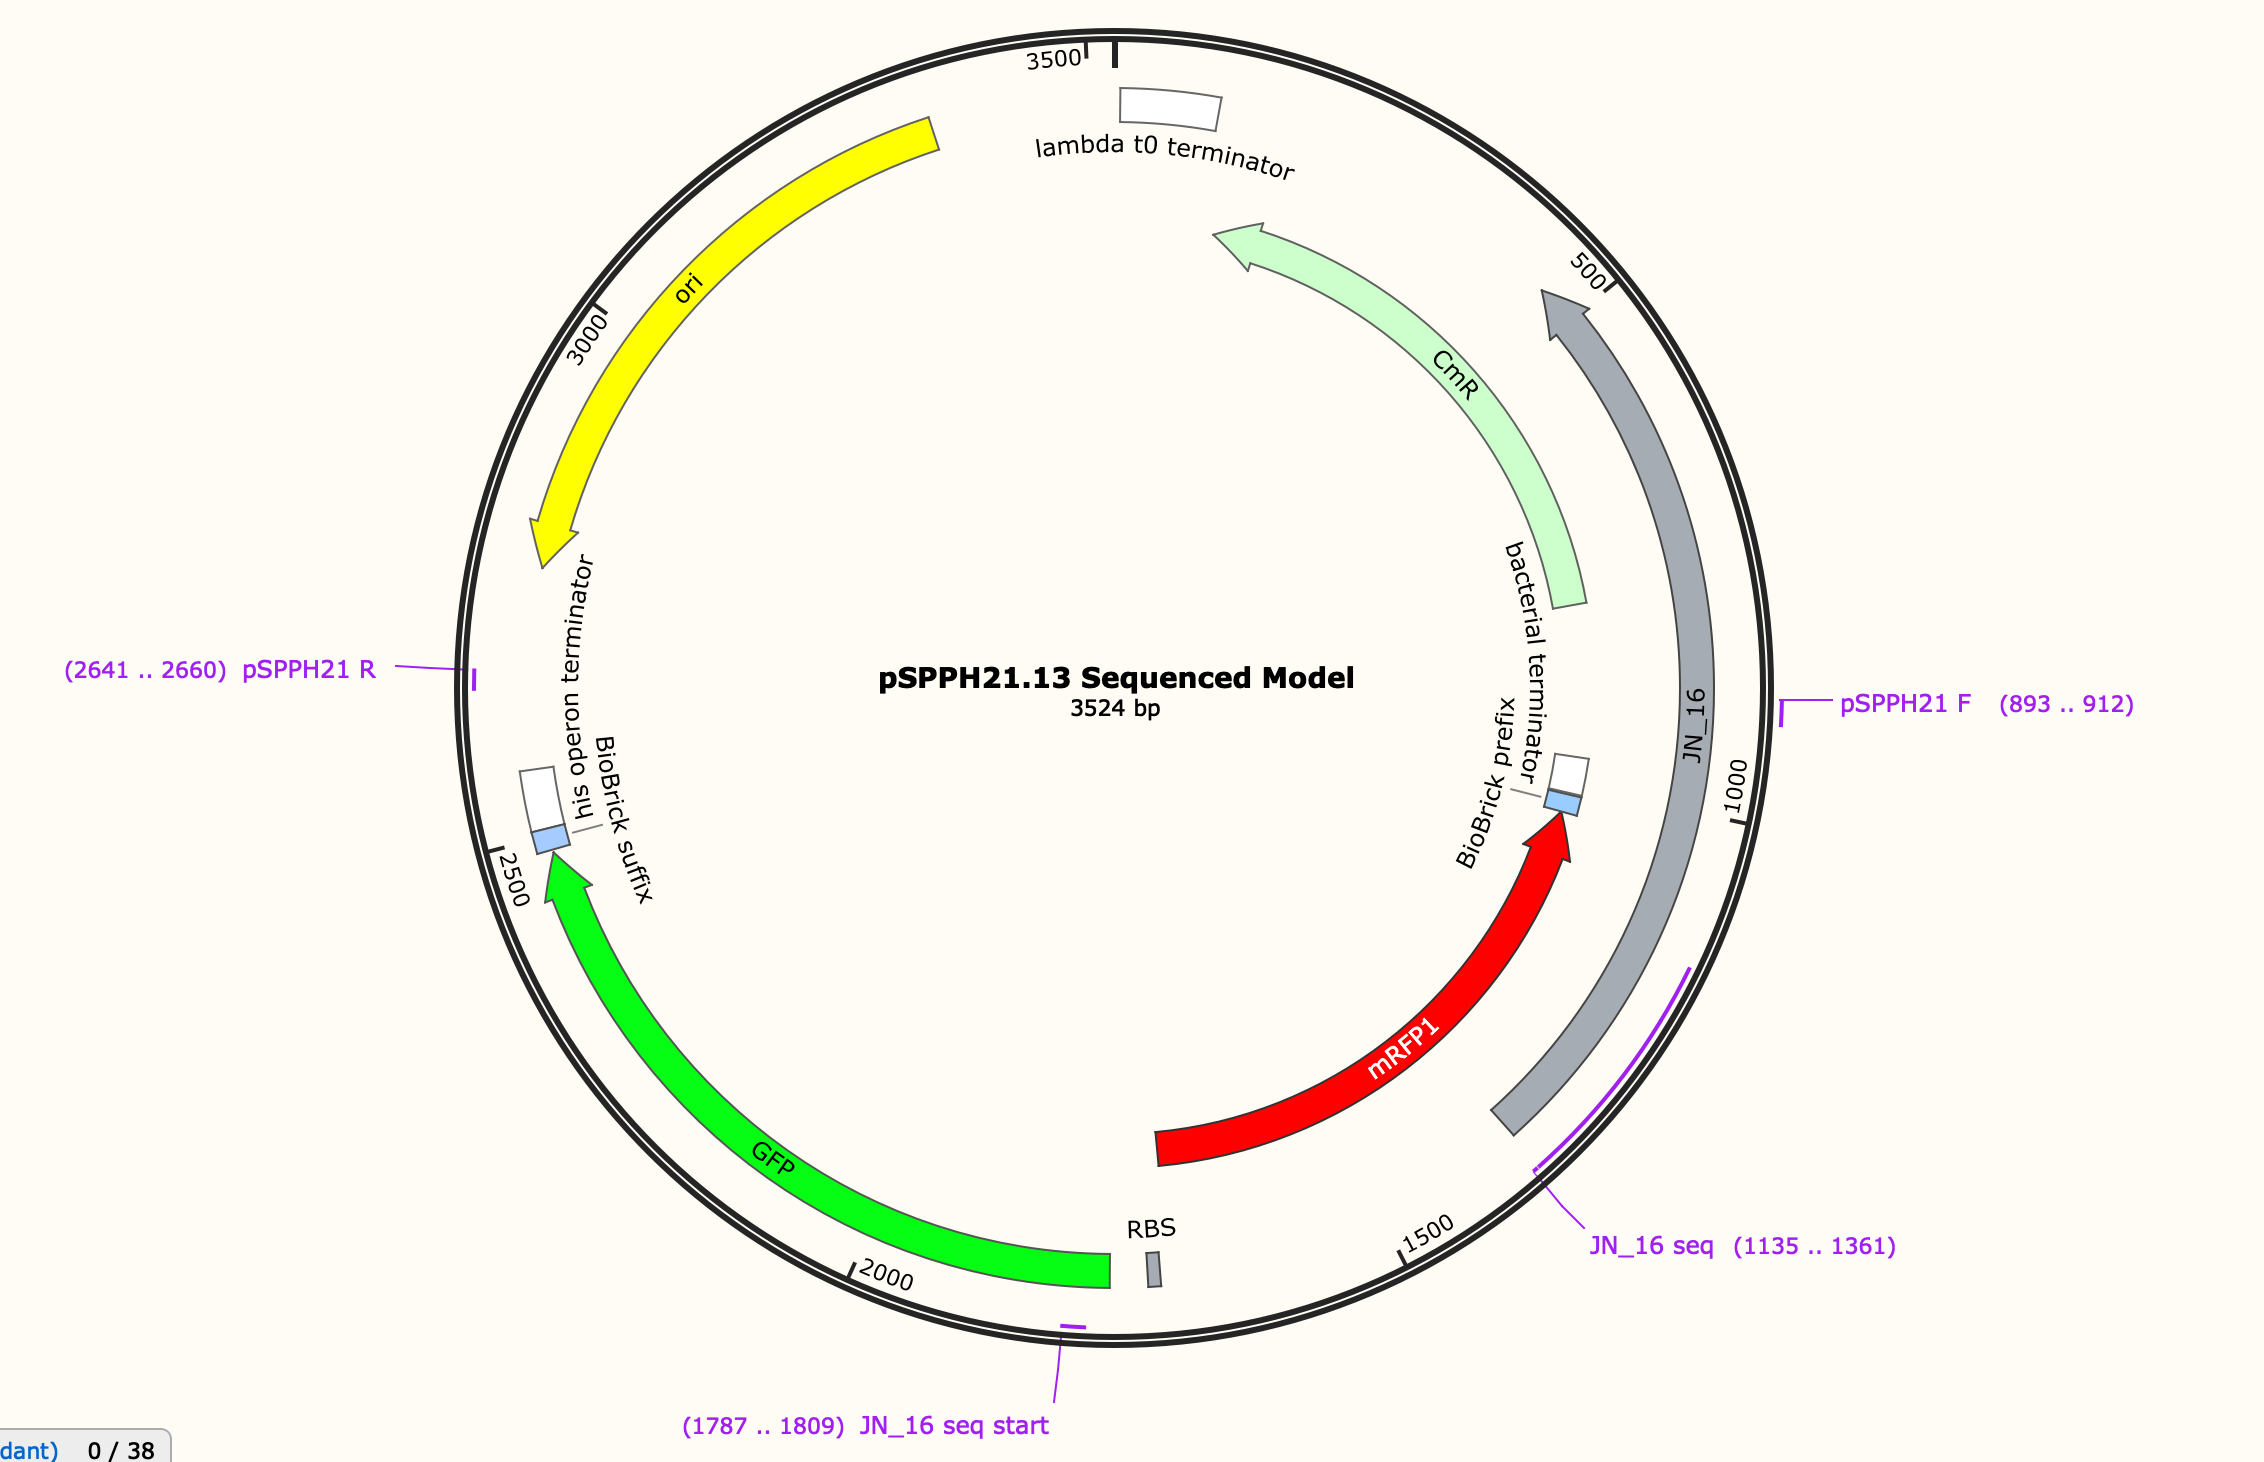 3500
lambda t0 terminator
500
CmR
ori
3000
bacterial terminator
his operon terminator
(2641 .. 2660) pSPPH21 R
pSPPH21.13 Sequenced Model
3524 bp
JN_16
pSPPH21 F (893 .. 912)
BioBrick prefix
BioBrick suffix
1000
2500
mRFP1
GFP
RBS
1500
JN_16 seq (1135 .. 1361)
2000
(1787 .. 1809) JN_16 seq start
dant) 0 / 38